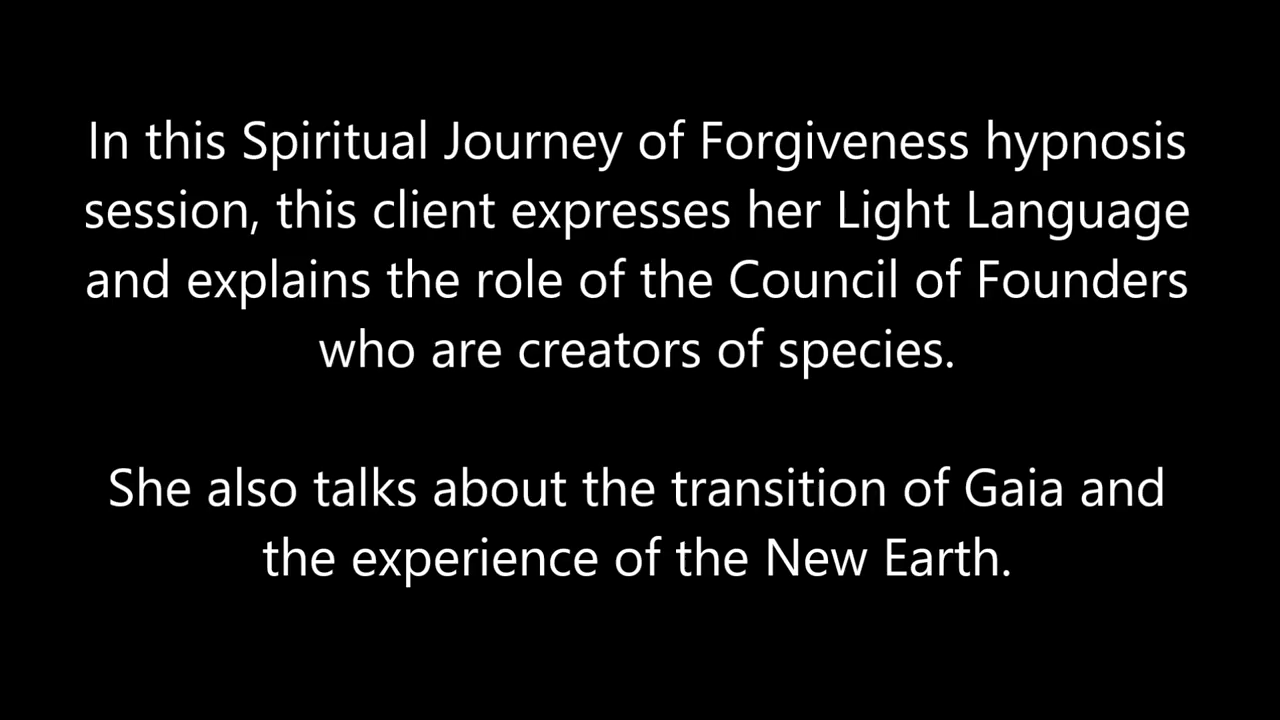 In this Spiritual Journey of Forgiveness hypnosis
session, this client expresses her Light Language
and explains the role of the Council of Founders
who are creators of species.
She also talks about the transition of Gaia and
the experience of the New Earth.